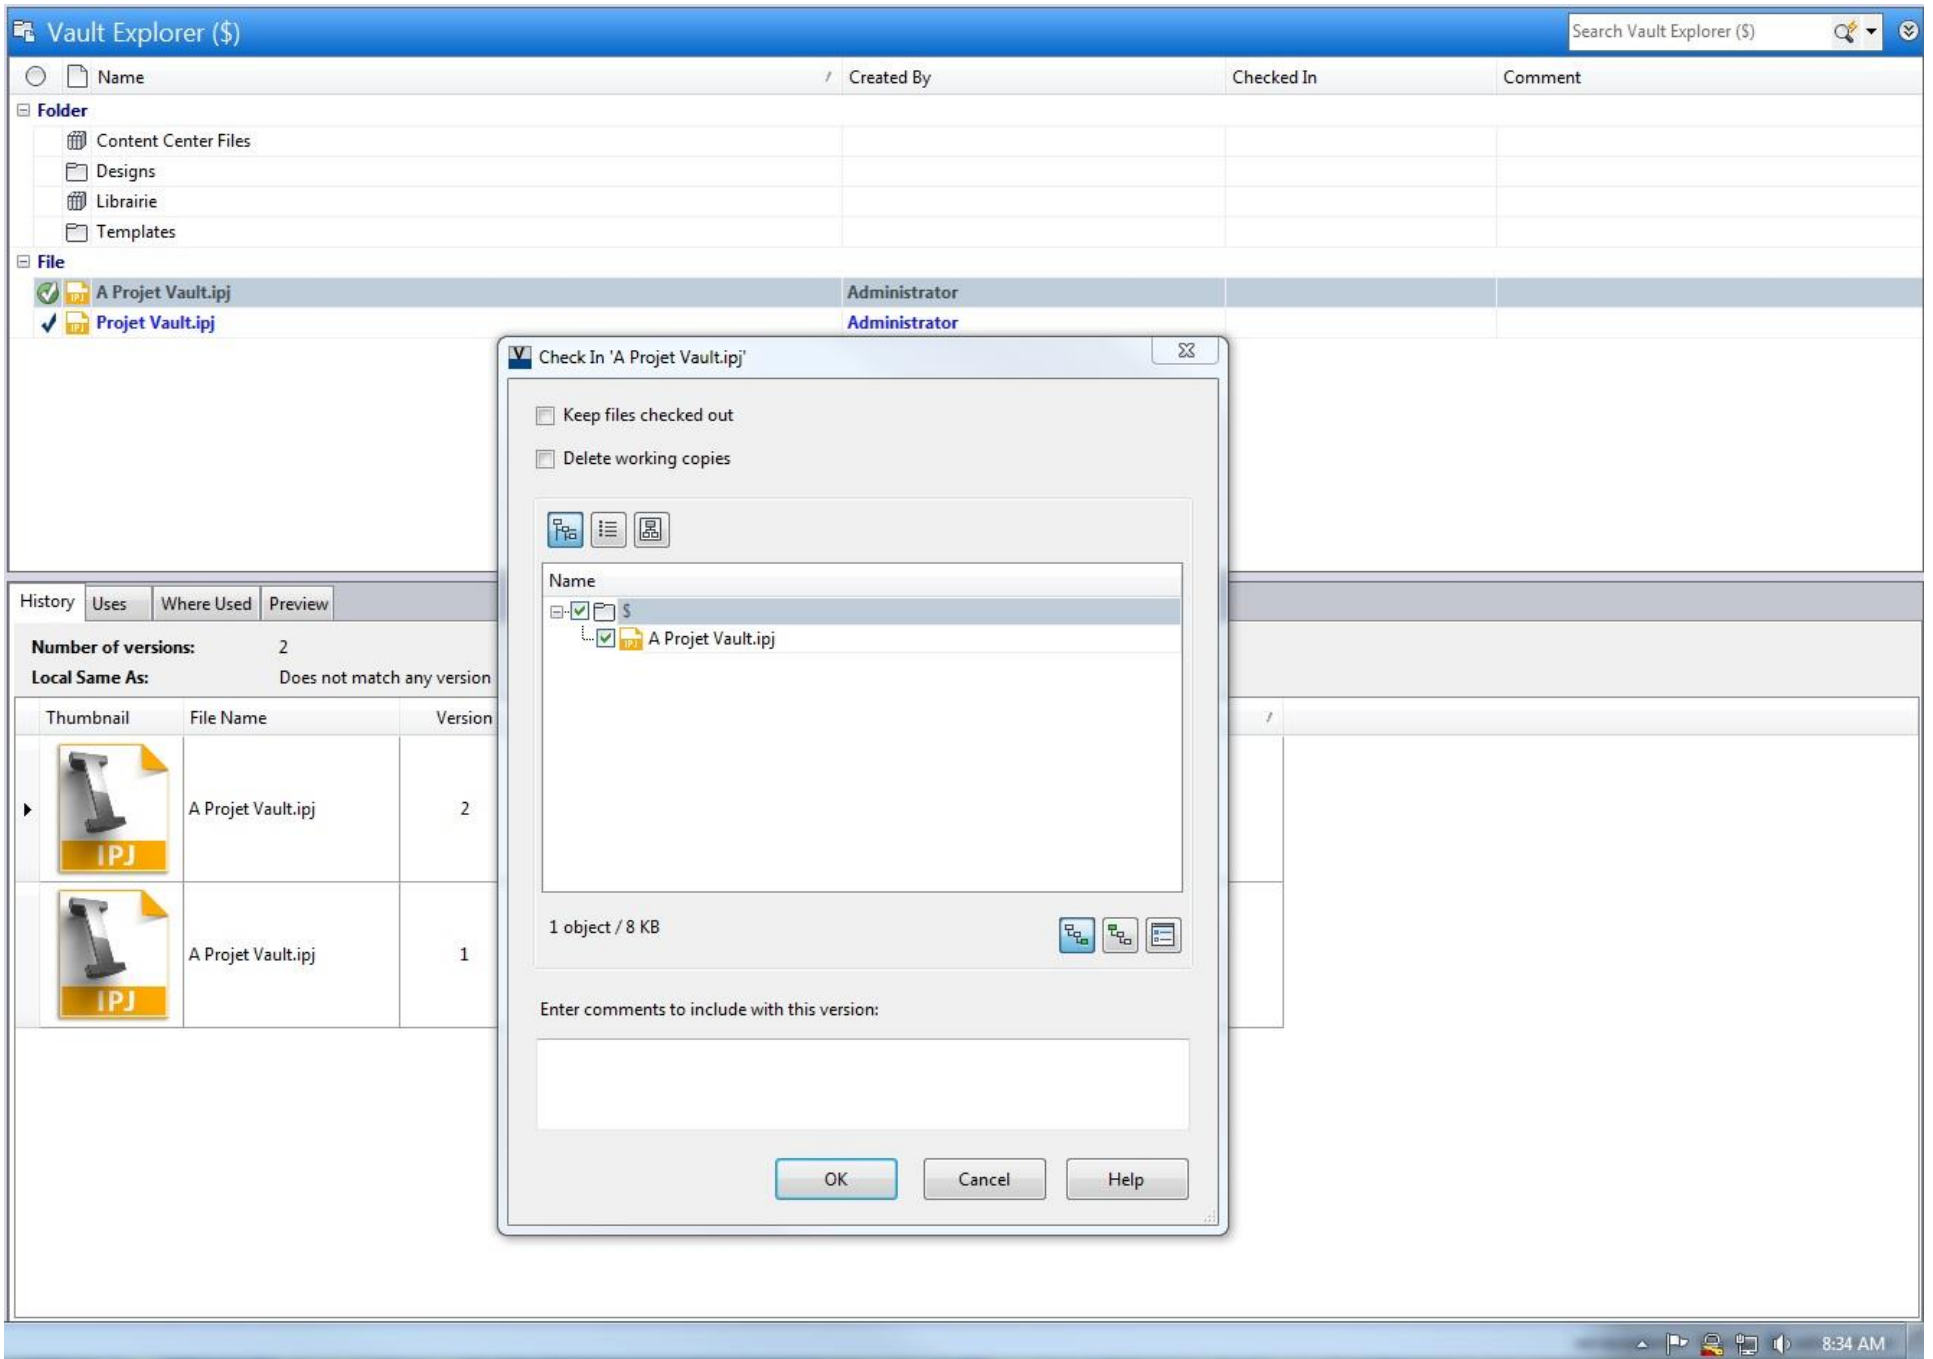 Vault Explorer ($)
Search Vault Explorer ($)
Name / Created By Checked In Comment
Folder
Content Center Files
Designs
Librairie
Templates
File
A Projet Vault.ipj Administrator
Projet Vault.ipj Administrator
Check In 'A Projet Vault.ipj'
Keep files checked out
Delete working copies
Name
$
A Projet Vault.ipj
1 object / 8 KB
Enter comments to include with this version:
OK Cancel Help
History Uses Where Used Preview
Number of versions: 2
Local Same As: Does not match any version
Thumbnail File Name Version /
IPJ A Projet Vault.ipj 2
IPJ A Projet Vault.ipj 1
8:34 AM